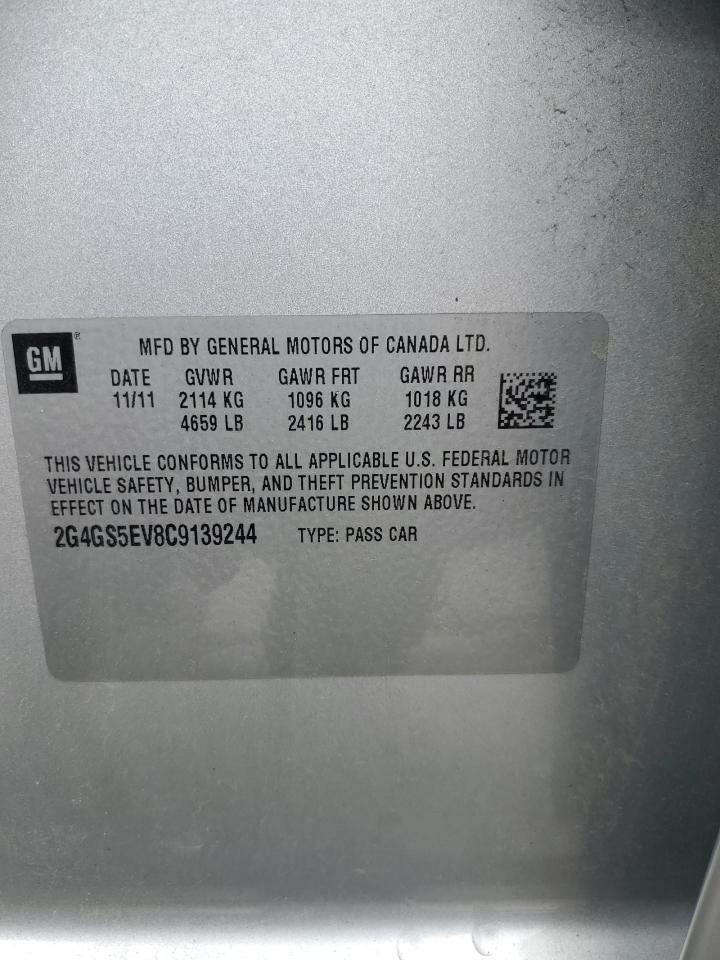 GM ®
MFD BY GENERAL MOTORS OF CANADA LTD.
DATE GVWR GAWR FRT GAWR RR
11/11 2114 KG 1096 KG 1018 KG
4659 LB 2416 LB 2243 LB
THIS VEHICLE CONFORMS TO ALL APPLICABLE U.S. FEDERAL MOTOR
VEHICLE SAFETY, BUMPER, AND THEFT PREVENTION STANDARDS IN
EFFECT ON THE DATE OF MANUFACTURE SHOWN ABOVE.
2G4GS5EV8C9139244 TYPE: PASS CAR